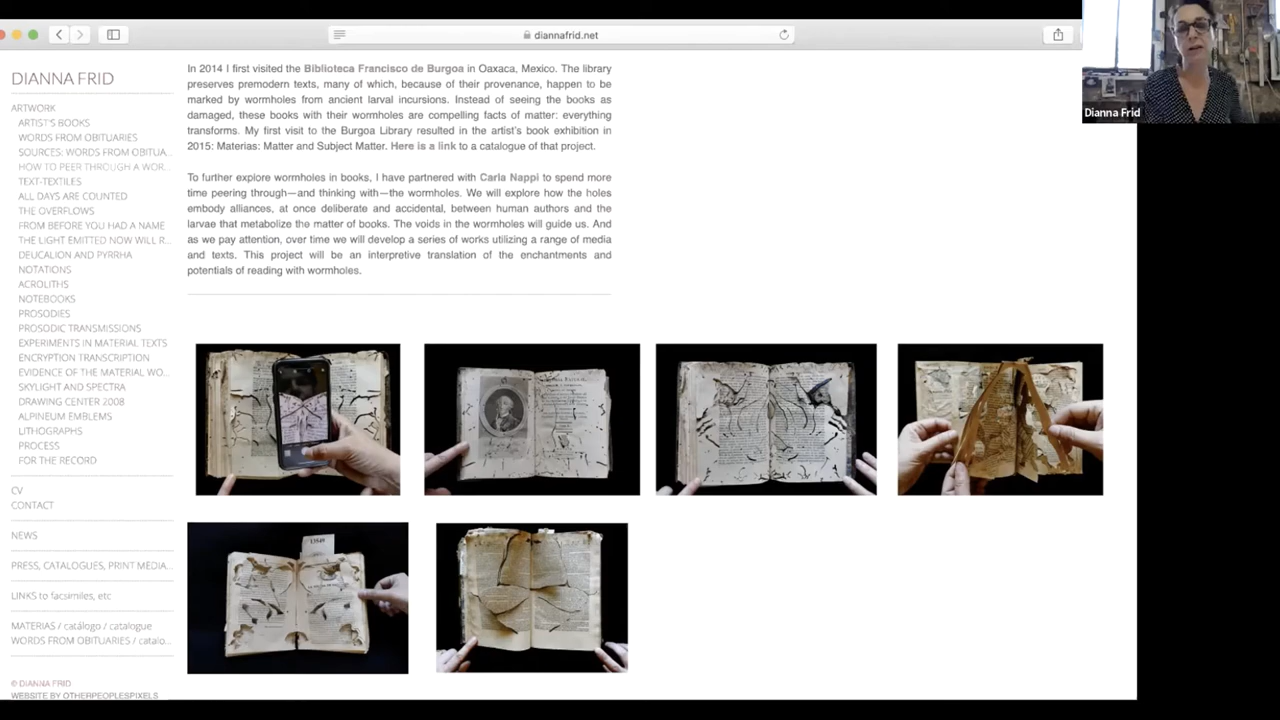 diannafrid.net
DIANNA FRID
ARTWORK
ARTIST'S BOOKS
WORDS FROM OBITUARIES
SOURCES: WORDS FROM OBITUA...
HOW TO PEER THROUGH A WOR...
TEXT-TEXTILES
ALL DAYS ARE COUNTED
THE OVERFLOWS
FROM BEFORE YOU HAD A NAME
THE LIGHT EMITTED NOW WILL R...
DEUCALION AND PYRRHA
NOTATIONS
ACROLITHS
NOTEBOOKS
PROSODIES
PROSODIC TRANSMISSIONS
EXPERIMENTS IN MATERIAL TEXTS
ENCRYPTION TRANSCRIPTION
EVIDENCE OF THE MATERIAL WO...
SKYLIGHT AND SPECTRA
DRAWING CENTER 2008
ALPINEUM EMBLEMS
LITHOGRAPHS
PROCESS
FOR THE RECORD
CV
CONTACT
NEWS
PRESS, CATALOGUES, PRINT MEDIA...
LINKS to facsimiles, etc
MATERIAS / catálogo / catalogue
WORDS FROM OBITUARIES / catalo...
© DIANNA FRID
WEBSITE BY OTHERPEOPLESPIXELS
In 2014 I first visited the Biblioteca Francisco de Burgoa in Oaxaca, Mexico. The library
preserves premodern texts, many of which, because of their provenance, happen to be
marked by wormholes from ancient larval incursions. Instead of seeing the books as
damaged, these books with their wormholes are compelling facts of matter: everything
transforms. My first visit to the Burgoa Library resulted in the artist's book exhibition in
2015: Materias: Matter and Subject Matter. Here is a link to a catalogue of that project.
To further explore wormholes in books, I have partnered with Carla Nappi to spend more
time peering through—and thinking with—the wormholes. We will explore how the holes
embody alliances, at once deliberate and accidental, between human authors and the
larvae that metabolize the matter of books. The voids in the wormholes will guide us. And
as we pay attention, over time we will develop a series of works utilizing a range of media
and texts. This project will be an interpretive translation of the enchantments and
potentials of reading with wormholes.
Dianna Frid